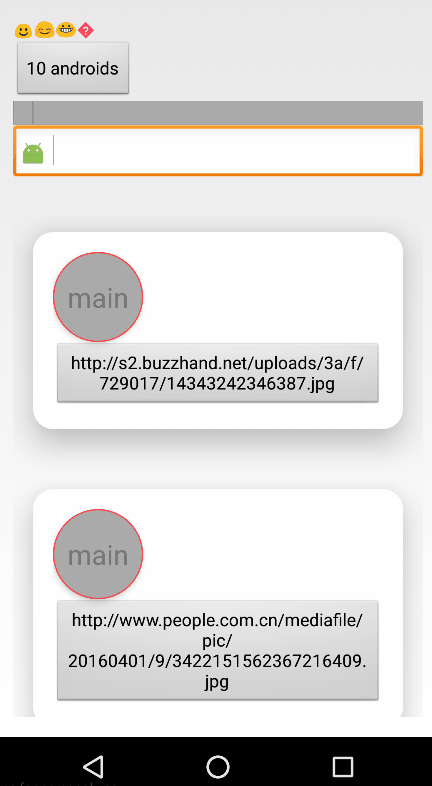 😃😊😁
10 androids
main
http://s2.buzzhand.net/uploads/3a/f/
729017/14343242346387.jpg
main
http://www.people.com.cn/mediafile/
pic/
20160401/9/3422151562367216409.
jpg